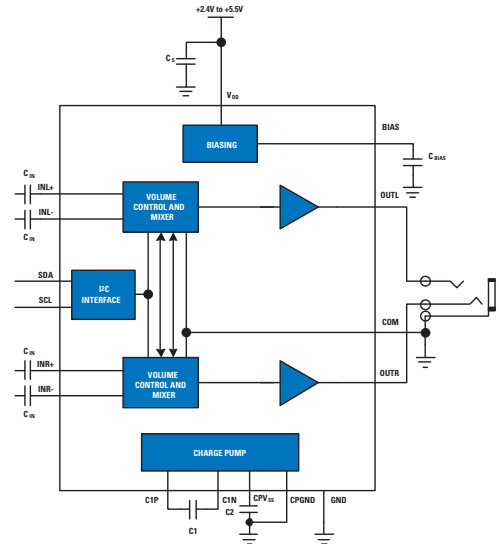 +2.4V to +5.5V
Cs
VDD
BIASING
BIAS
CBIAS
CIN
INL+
INL-
CIN
VOLUME
CONTROL AND
MIXER
OUTL
SDA
SCL
I²C
INTERFACE
COM
CIN
INR+
INR-
CIN
VOLUME
CONTROL AND
MIXER
OUTR
CHARGE PUMP
C1P
C1N
CPVSS
CPGND
GND
C1
C2